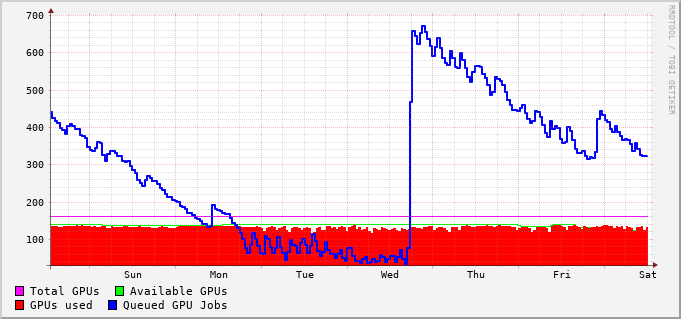 700
600
500
400
300
200
100
Sun Mon Tue Wed Thu Fri Sat
Total GPUs Available GPUs
GPUs used Queued GPU Jobs
RRDTOOL / TOBI OETIKER